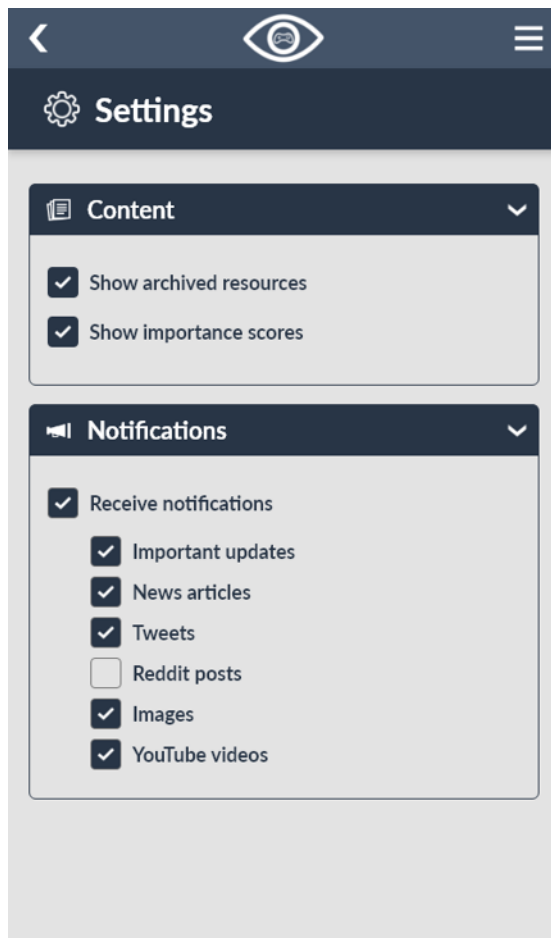 Settings
Content
Show archived resources
Show importance scores
Notifications
Receive notifications
Important updates
News articles
Tweets
Reddit posts
Images
YouTube videos